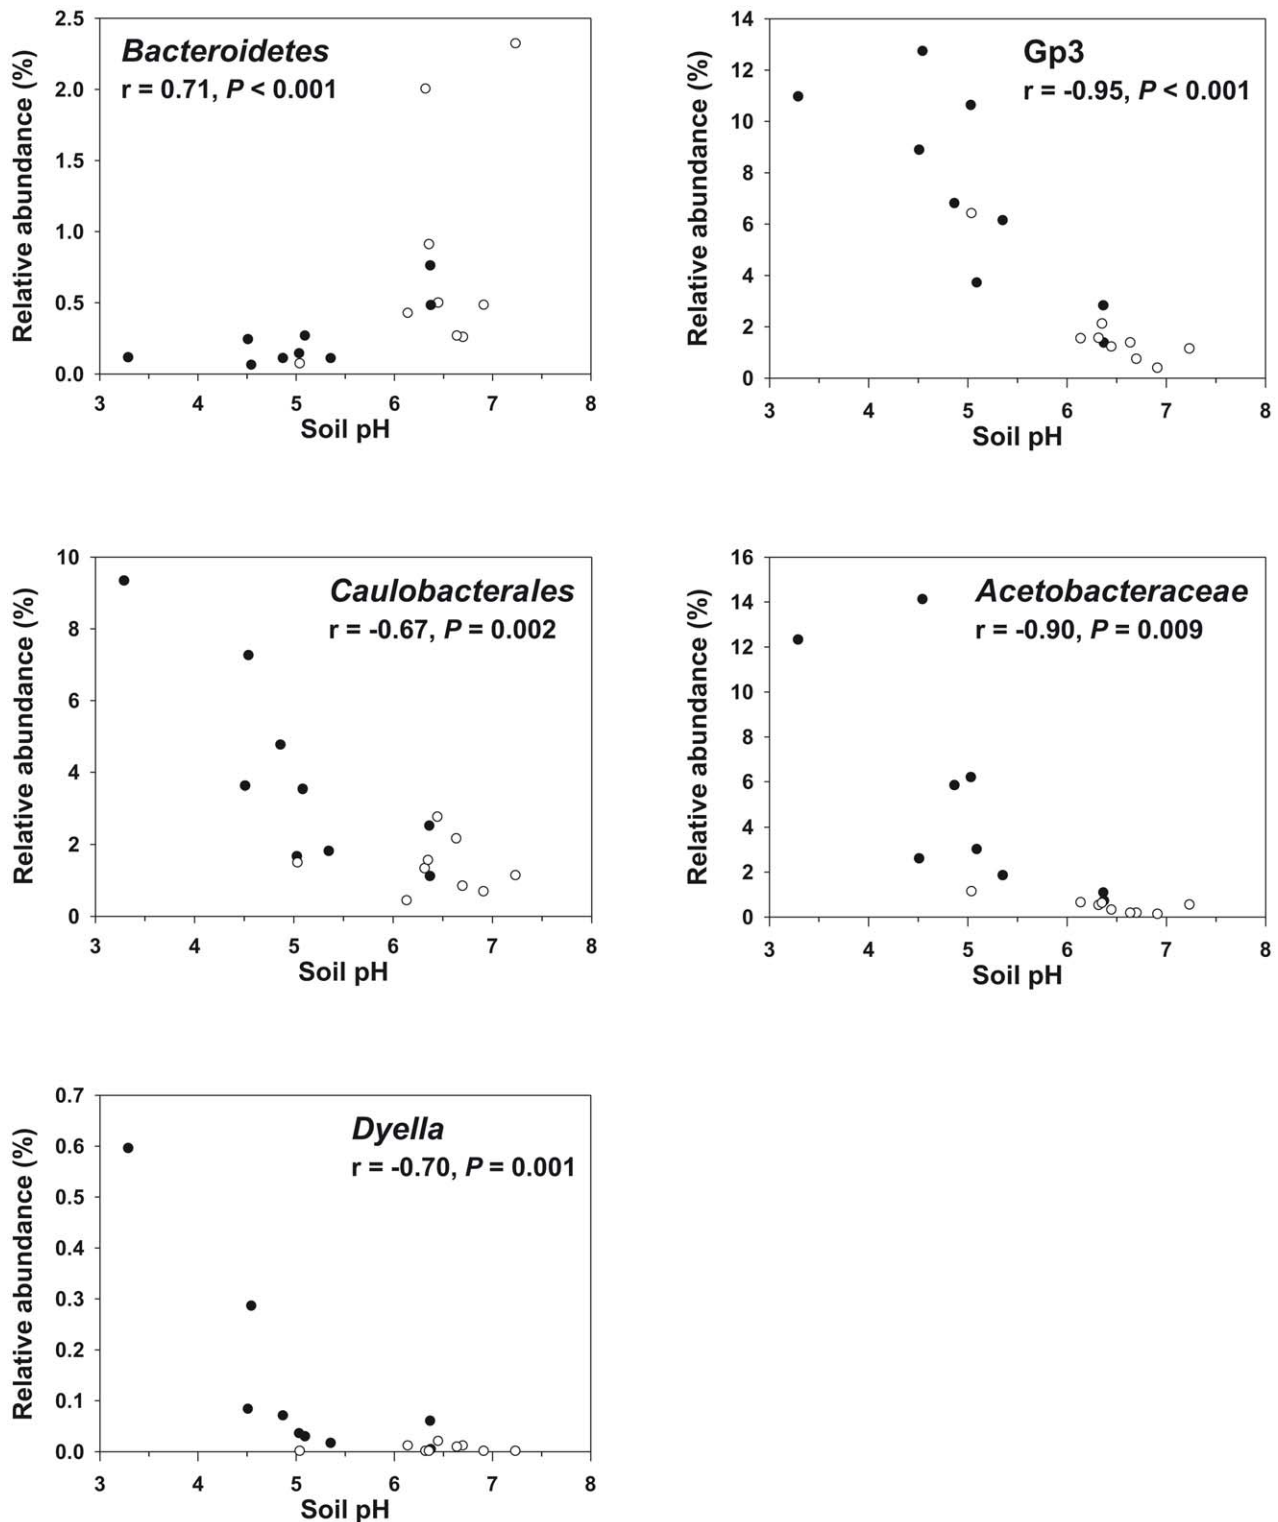 Bacteroidetes
r = 0.71, P < 0.001
Relative abundance (%)
2.5
2.0
1.5
1.0
0.5
0.0
3 4 5 6 7 8
Soil pH
Gp3
r = -0.95, P < 0.001
Relative abundance (%)
14
12
10
8
6
4
2
0
3 4 5 6 7 8
Soil pH
Caulobacterales
r = -0.67, P = 0.002
Relative abundance (%)
10
8
6
4
2
0
3 4 5 6 7 8
Soil pH
Acetobacteraceae
r = -0.90, P = 0.009
Relative abundance (%)
16
14
12
10
8
6
4
2
0
3 4 5 6 7 8
Soil pH
Dyella
r = -0.70, P = 0.001
Relative abundance (%)
0.7
0.6
0.5
0.4
0.3
0.2
0.1
0.0
3 4 5 6 7 8
Soil pH